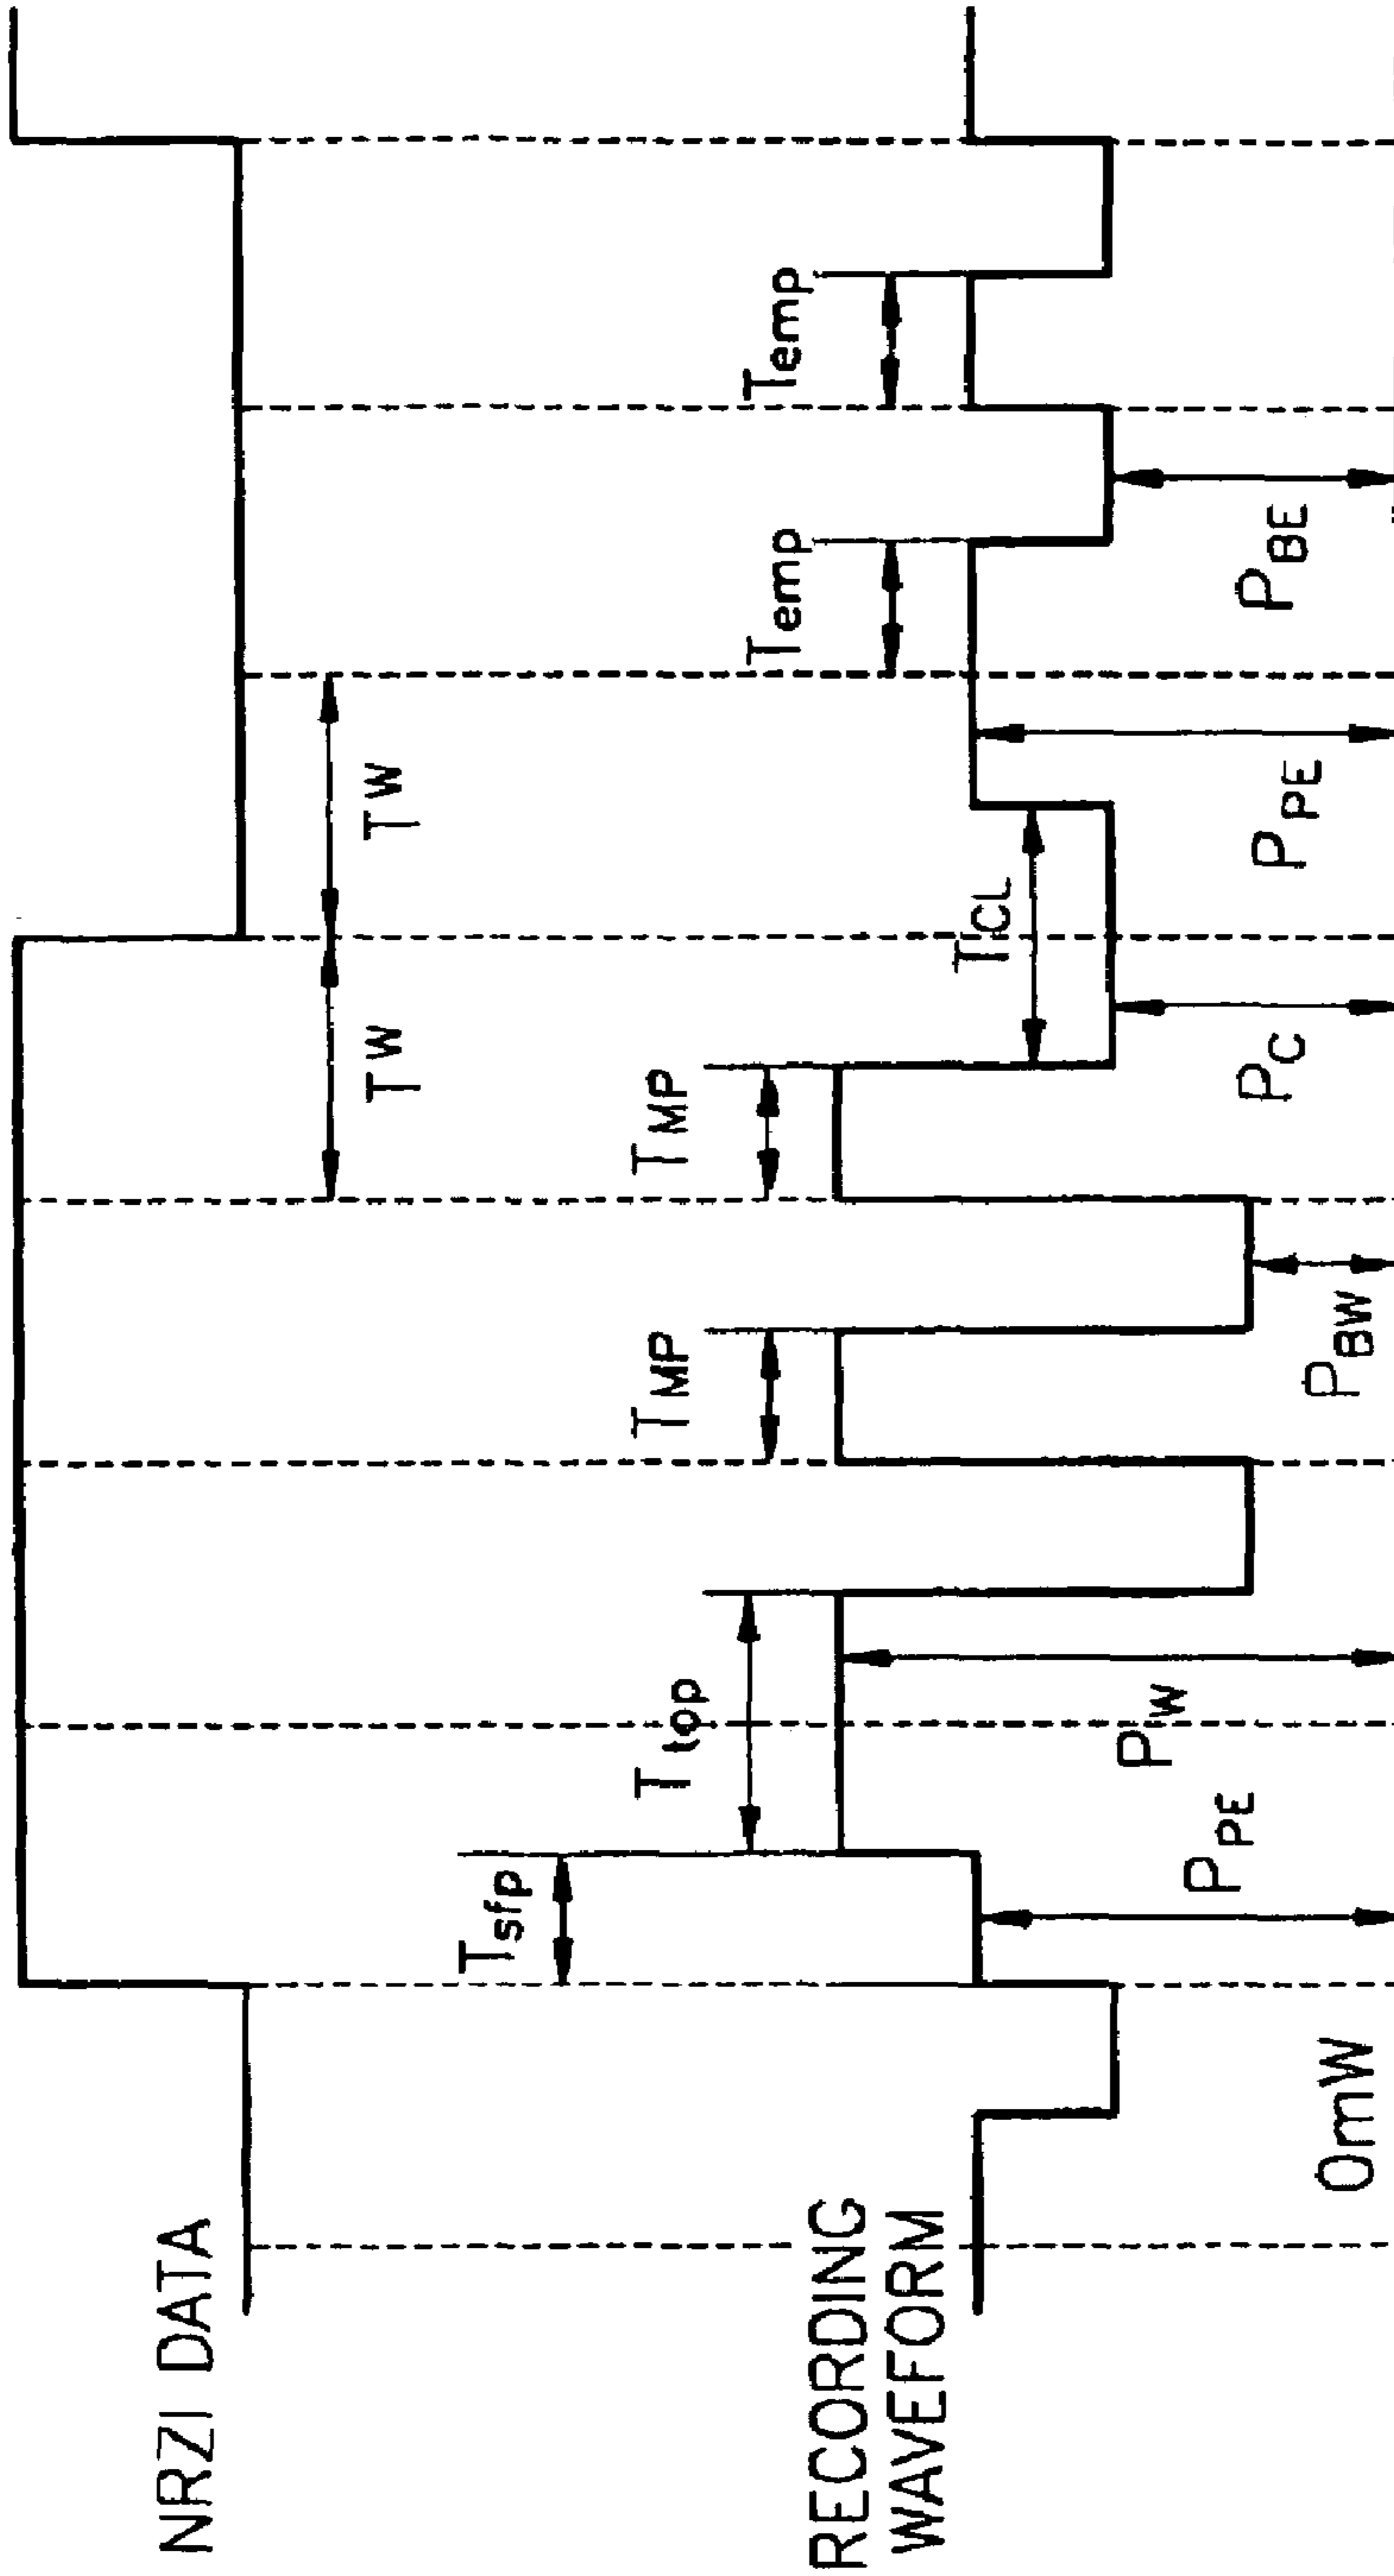 NRZI DATA
TW
TW
Tsfp
Ttop
TMP
TMP
TCL
Temp
Temp
RECORDING
WAVEFORM
PPE
PW
PBW
PC
PPE
PBE
0mW